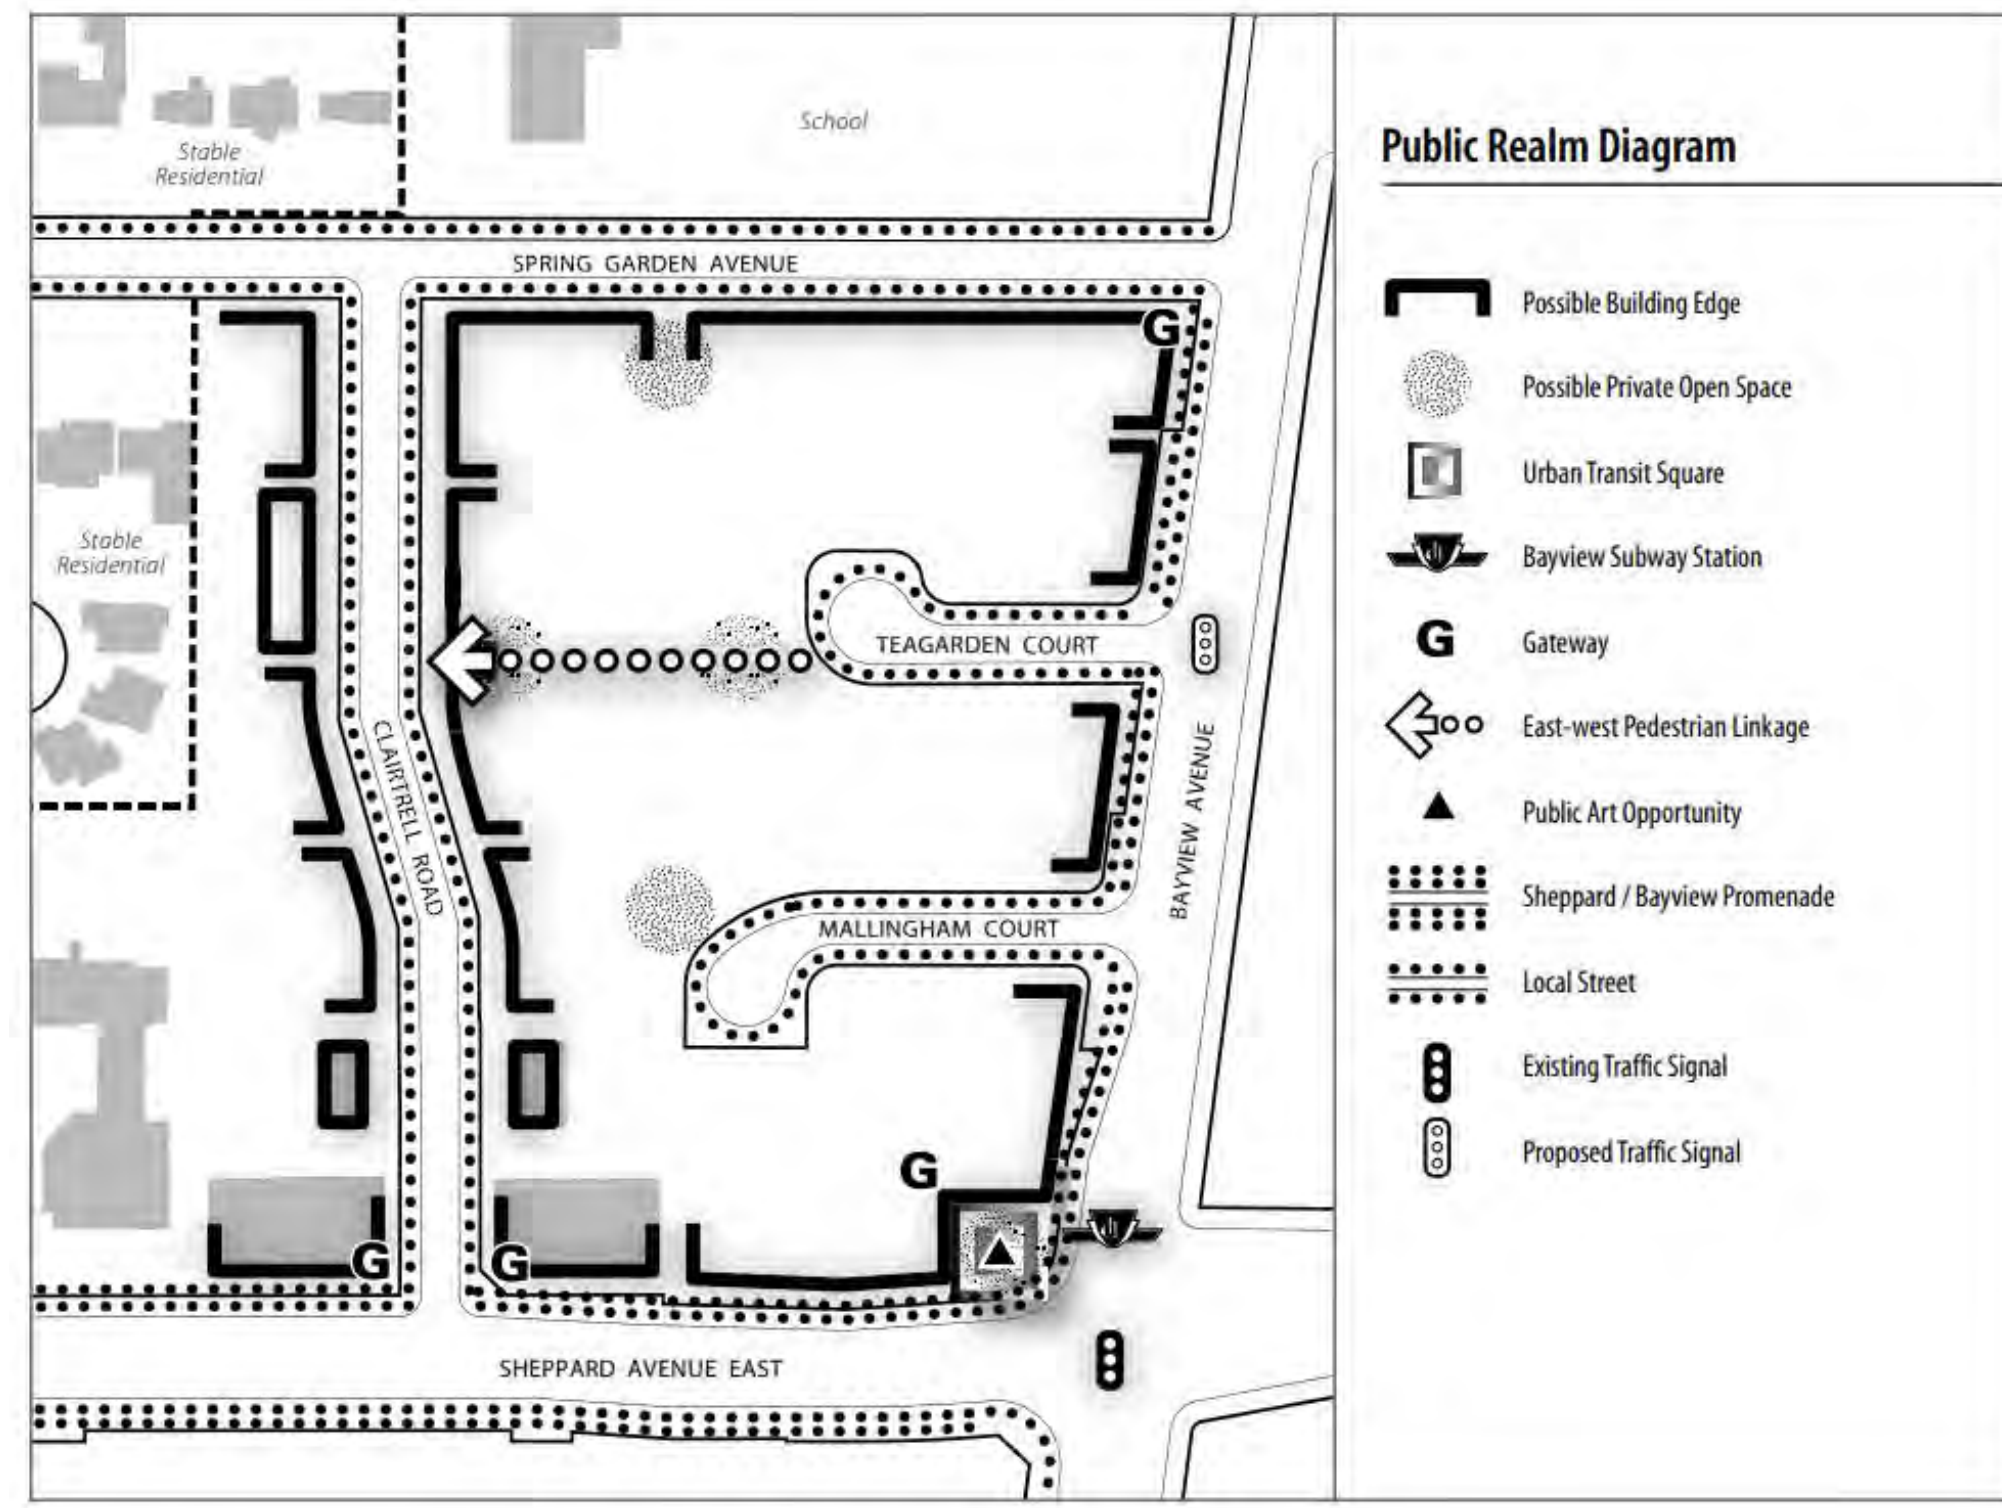 Stable
Residential
School
SPRING GARDEN AVENUE
G
Stable
Residential
TEAGARDEN COURT
CLAIRTRELL ROAD
BAYVIEW AVENUE
MALLINGHAM COURT
G
G
G
SHEPPARD AVENUE EAST
Public Realm Diagram
Possible Building Edge
Possible Private Open Space
Urban Transit Square
Bayview Subway Station
G Gateway
East-west Pedestrian Linkage
Public Art Opportunity
Sheppard / Bayview Promenade
Local Street
Existing Traffic Signal
Proposed Traffic Signal